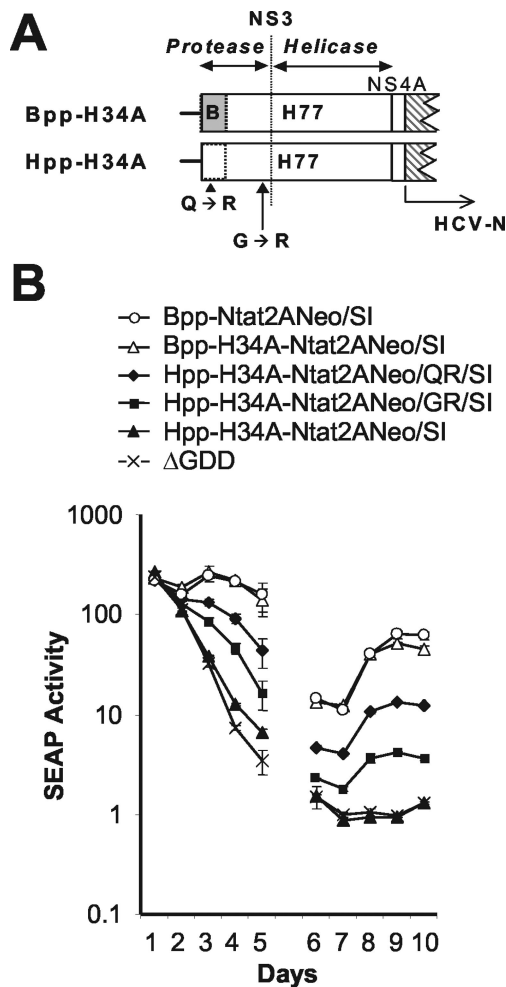 A
NS3
Protease Helicase
NS4A
Bpp-H34A B H77
Hpp-H34A H77
Q → R
HCV-N
G → R
B
Bpp-Ntat2ANeo/SI
Bpp-H34A-Ntat2ANeo/SI
Hpp-H34A-Ntat2ANeo/QR/SI
Hpp-H34A-Ntat2ANeo/GR/SI
Hpp-H34A-Ntat2ANeo/SI
ΔGDD
1000
100
10
1
0.1
SEAP Activity
1 2 3 4 5 6 7 8 9 10
Days